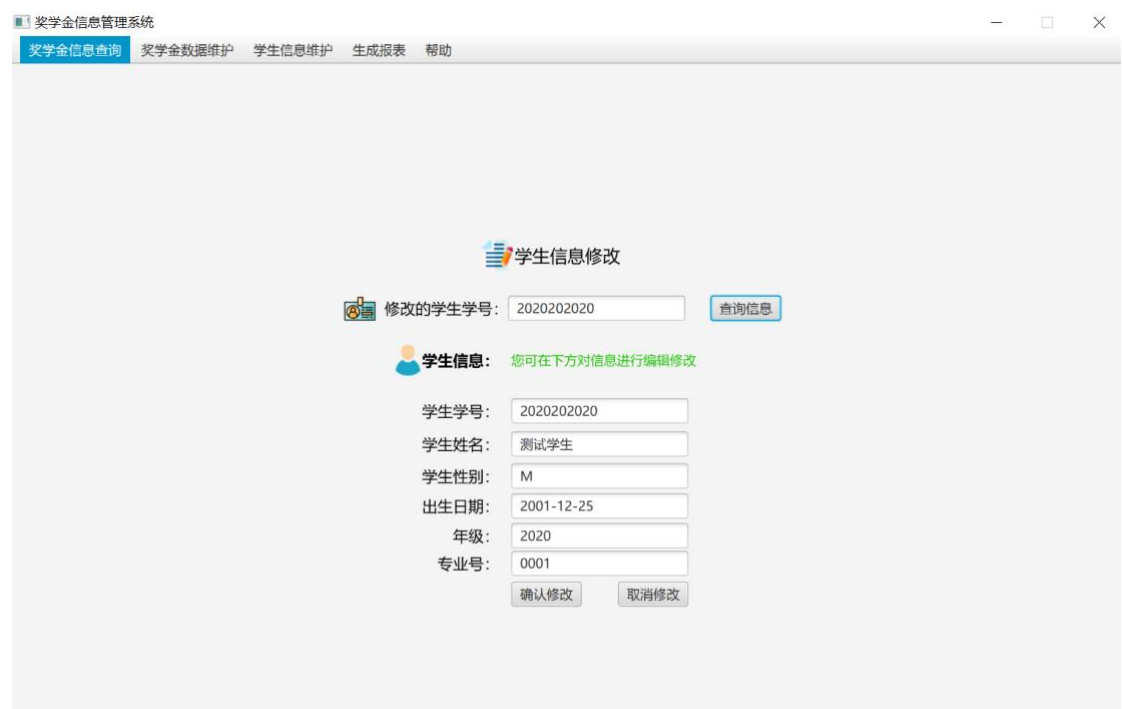 奖学金信息管理系统
奖学金信息查询 奖学金数据维护 学生信息维护 生成报表 帮助
学生信息修改
修改的学生学号： 2020202020 查询信息
学生信息： 您可在下方对信息进行编辑修改
学生学号： 2020202020
学生姓名： 测试学生
学生性别： M
出生日期： 2001-12-25
年级： 2020
专业号： 0001
确认修改 取消修改